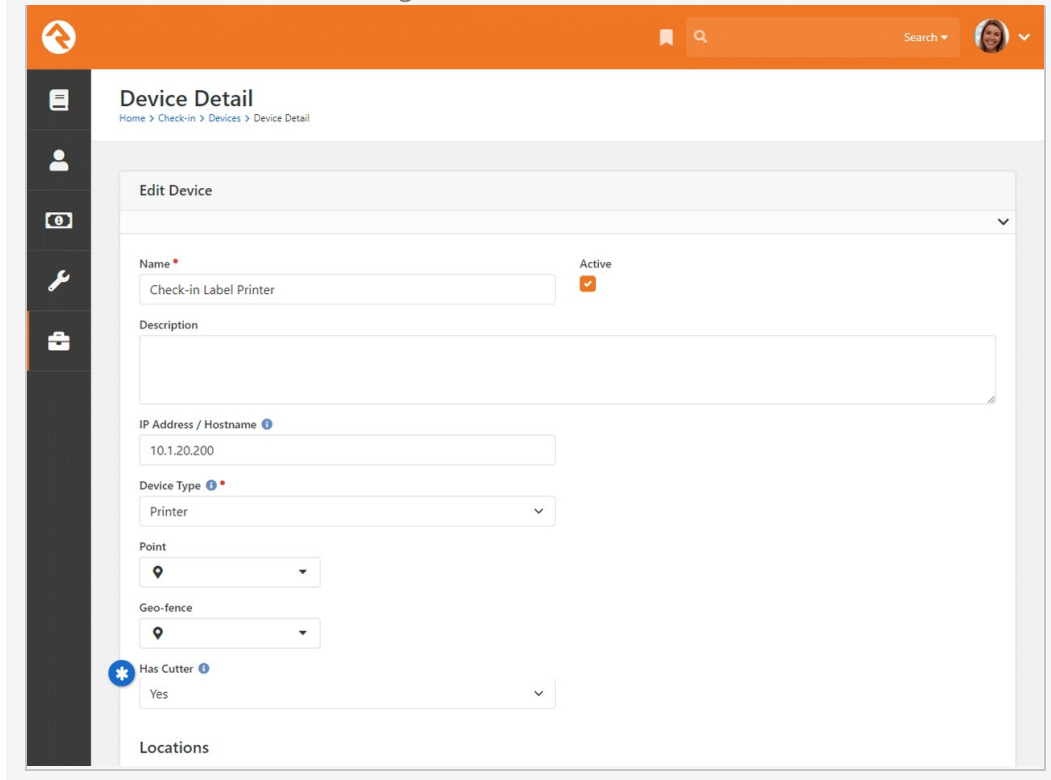 Search
Device Detail
Home > Check-in > Devices > Device Detail
Edit Device
Name
Active
Check-in Label Printer
Description
IP Address / Hostname
10.1.20.200
Device Type
Printer
Point
Geo-fence
Has Cutter
Yes
Locations